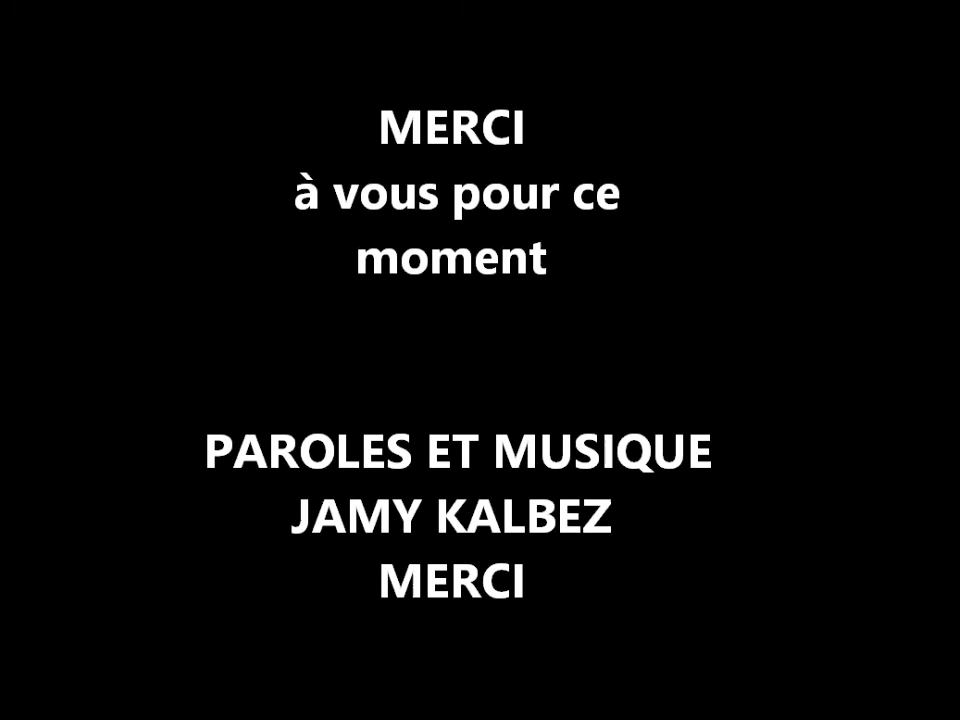 MERCI
à vous pour ce
moment
PAROLES ET MUSIQUE
JAMY KALBEZ
MERCI